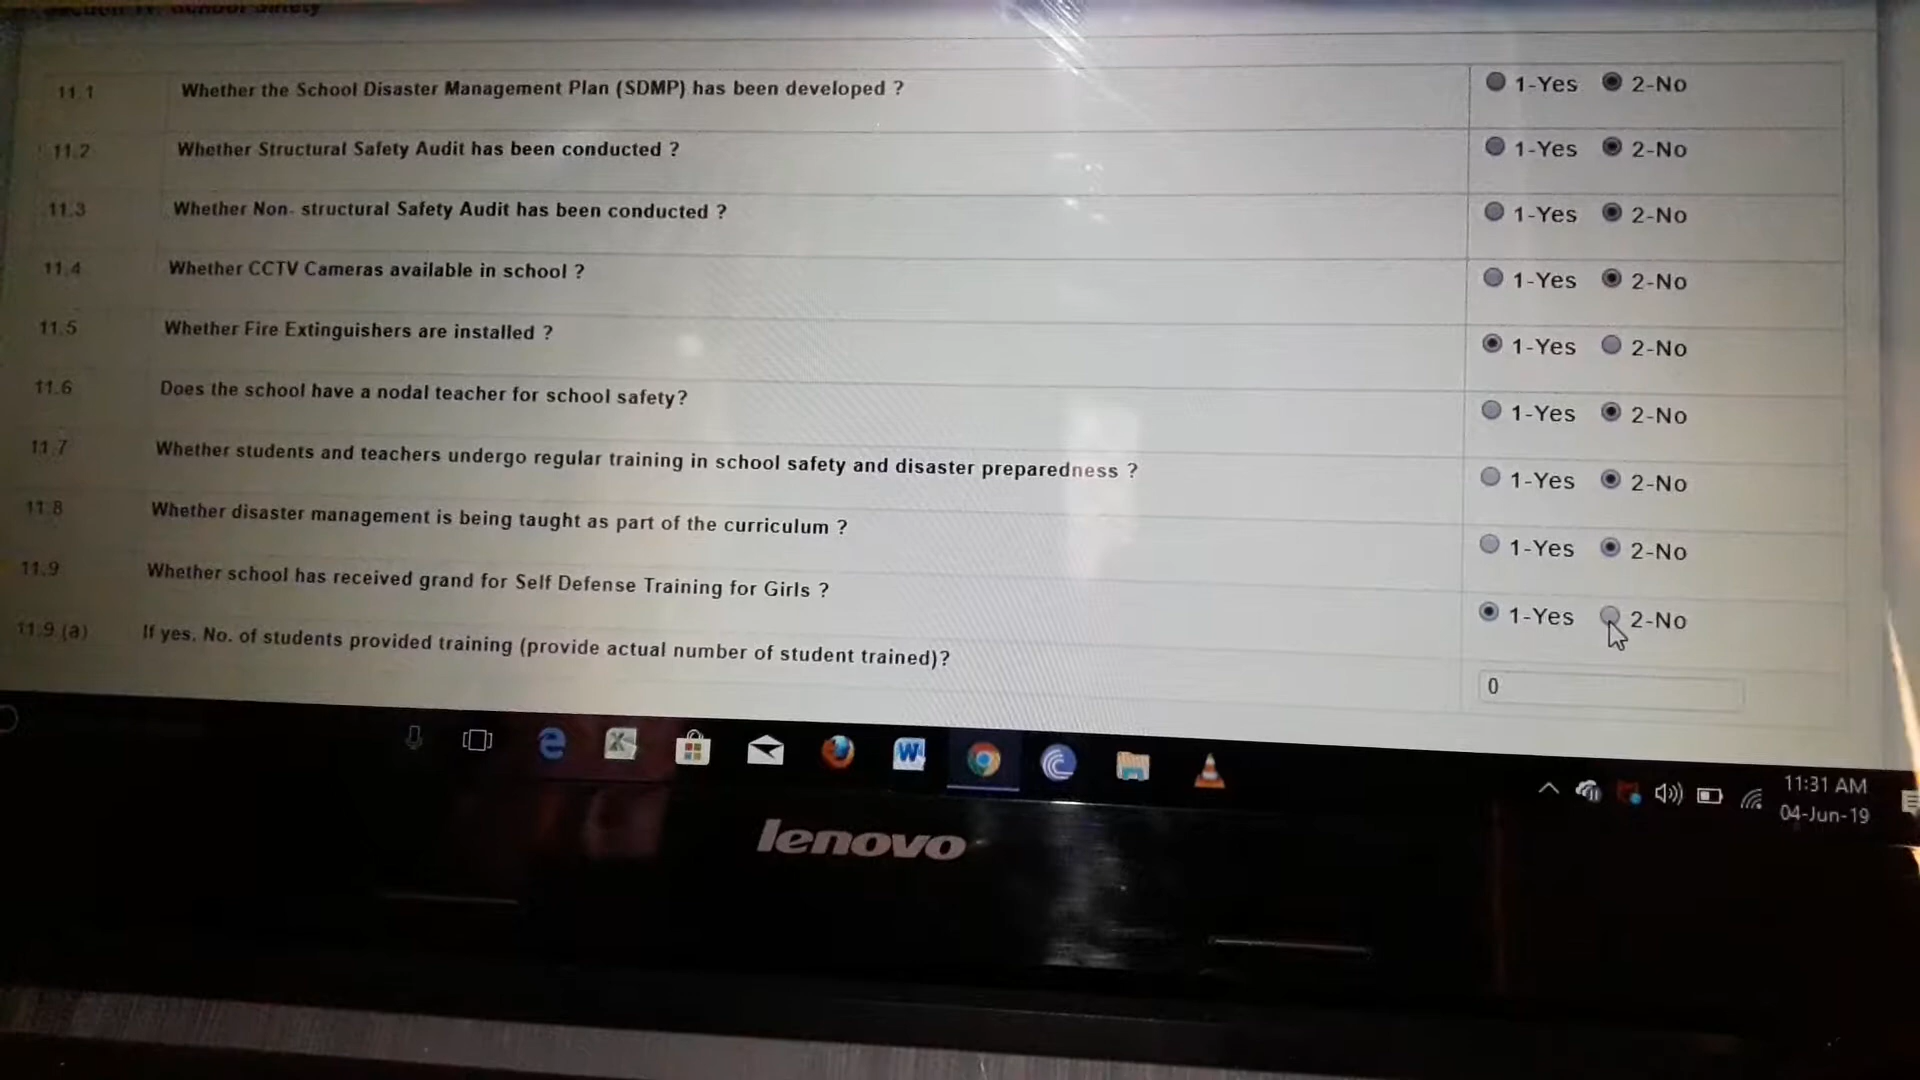 Section 11: School Safety
11.1 Whether the School Disaster Management Plan (SDMP) has been developed ? 1-Yes 2-No
11.2 Whether Structural Safety Audit has been conducted ? 1-Yes 2-No
11.3 Whether Non- structural Safety Audit has been conducted ? 1-Yes 2-No
11.4 Whether CCTV Cameras available in school ? 1-Yes 2-No
11.5 Whether Fire Extinguishers are installed ? 1-Yes 2-No
11.6 Does the school have a nodal teacher for school safety? 1-Yes 2-No
11.7 Whether students and teachers undergo regular training in school safety and disaster preparedness ? 1-Yes 2-No
11.8 Whether disaster management is being taught as part of the curriculum ? 1-Yes 2-No
11.9 Whether school has received grand for Self Defense Training for Girls ? 1-Yes 2-No
11.9 (a) If yes, No. of students provided training (provide actual number of student trained)? 0
11:31 AM
04-Jun-19
lenovo